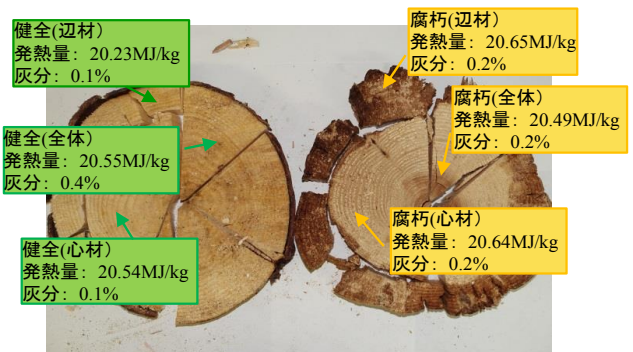 健全(辺材)
発熱量：20.23MJ/kg
灰分：0.1%
健全(全体)
発熱量：20.55MJ/kg
灰分：0.4%
健全(心材)
発熱量：20.54MJ/kg
灰分：0.1%
腐朽(辺材)
発熱量：20.65MJ/kg
灰分：0.2%
腐朽(全体)
発熱量：20.49MJ/kg
灰分：0.2%
腐朽(心材)
発熱量：20.64MJ/kg
灰分：0.2%